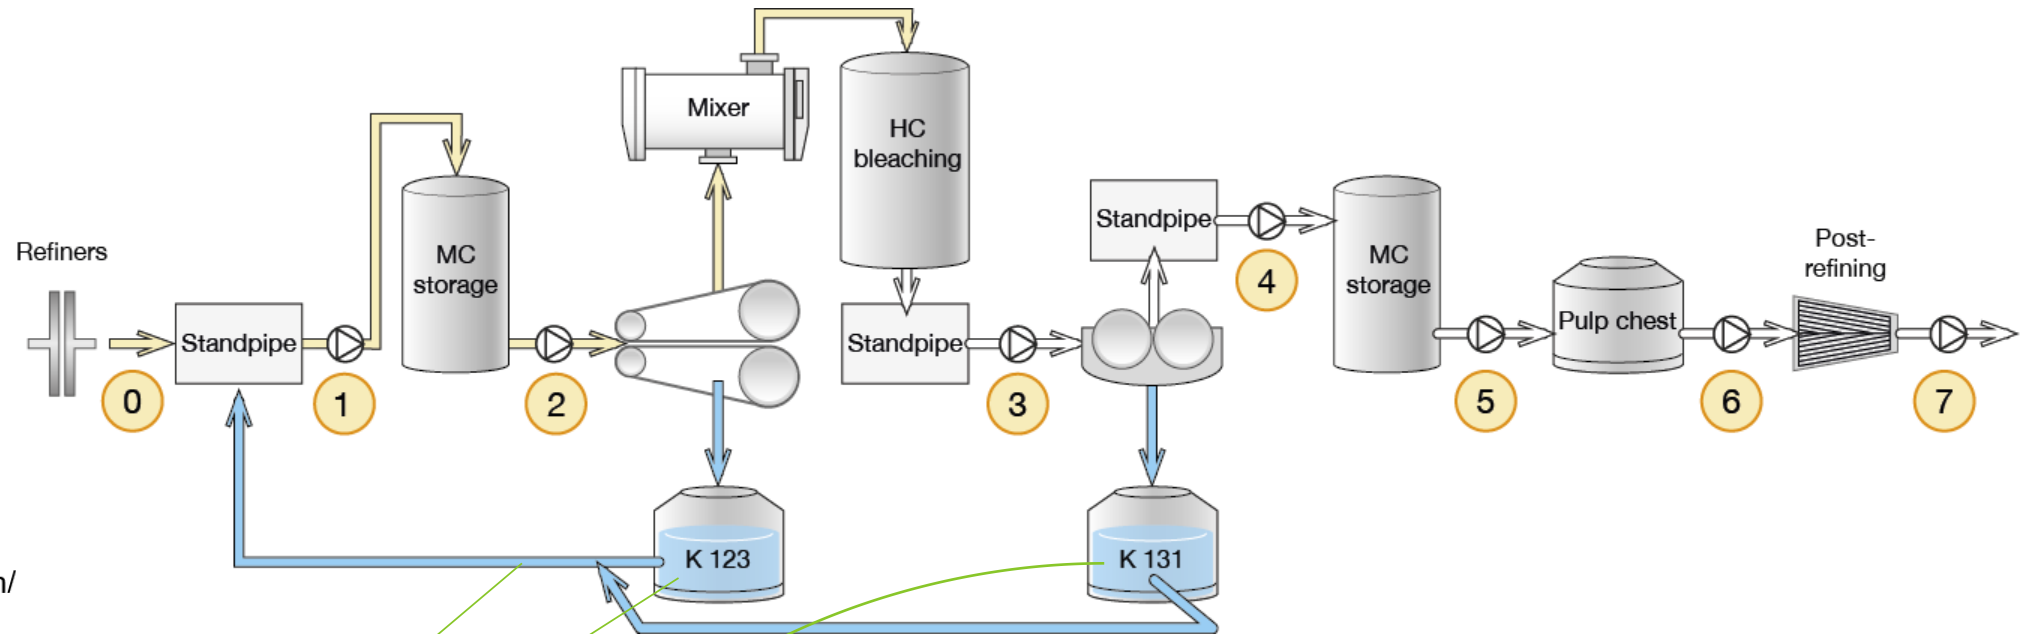 Mixer
HC
bleaching
Standpipe
MC
storage
Refiners
MC
storage
Post-
refining
4
Standpipe
Standpipe
Pulp chest
0
1
2
3
5
6
7
K 123
K 131
n/